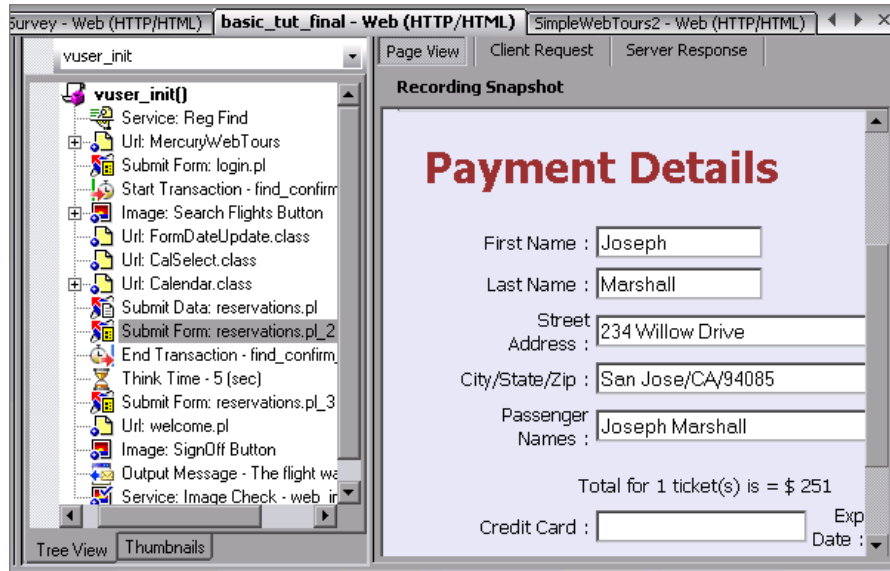 Survey - Web (HTTP/HTML) basic_tut_final - Web (HTTP/HTML) SimpleWebTours2 - Web (HTTP/HTML)
vuser_init
vuser_init()
Service: Reg Find
Url: MercuryWebTours
Submit Form: login.pl
Start Transaction - find_confirm
Image: Search Flights Button
Url: FormDateUpdate.class
Url: CalSelect.class
Url: Calendar.class
Submit Data: reservations.pl
Submit Form: reservations.pl_2
End Transaction - find_confirm_
Think Time - 5 (sec)
Submit Form: reservations.pl_3
Url: welcome.pl
Image: SignOff Button
Output Message - The flight wa
Service: Image Check - web_ir
Tree View Thumbnails
Page View Client Request Server Response
Recording Snapshot
Payment Details
First Name : Joseph
Last Name : Marshall
Street
Address : 234 Willow Drive
City/State/Zip : San Jose/CA/94085
Passenger
Names : Joseph Marshall
Total for 1 ticket(s) is = $ 251
Credit Card : Exp
Date :